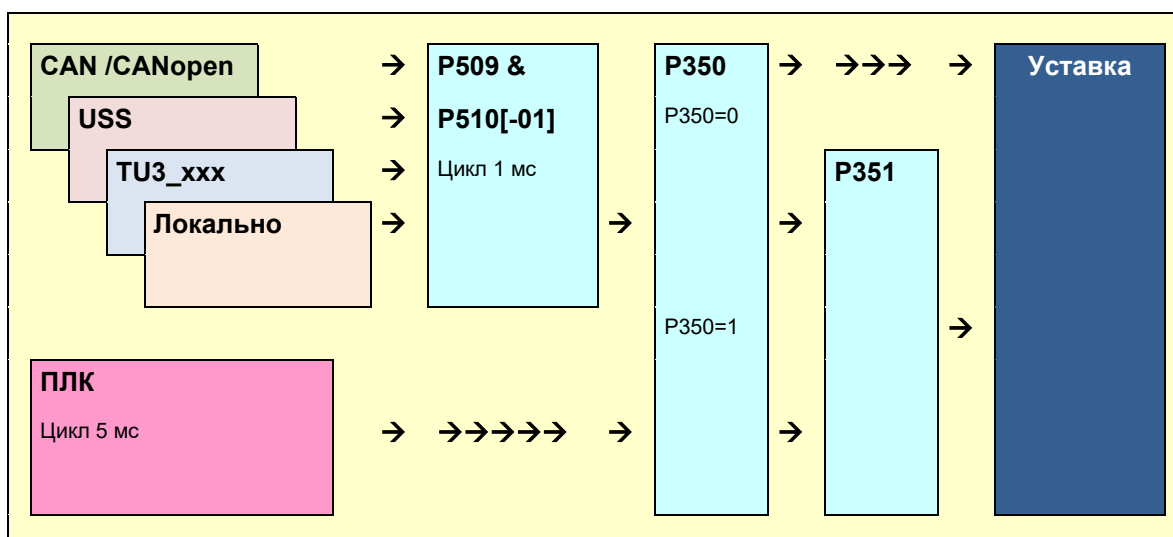 CAN /CANopen → P509 & P350 → →→→ → Уставка
USS → P510[-01] P350=0
TU3_xxx → Цикл 1 мс P351
Локально → → →
P350=1 →
ПЛК
Цикл 5 мс → →→→→→ → →